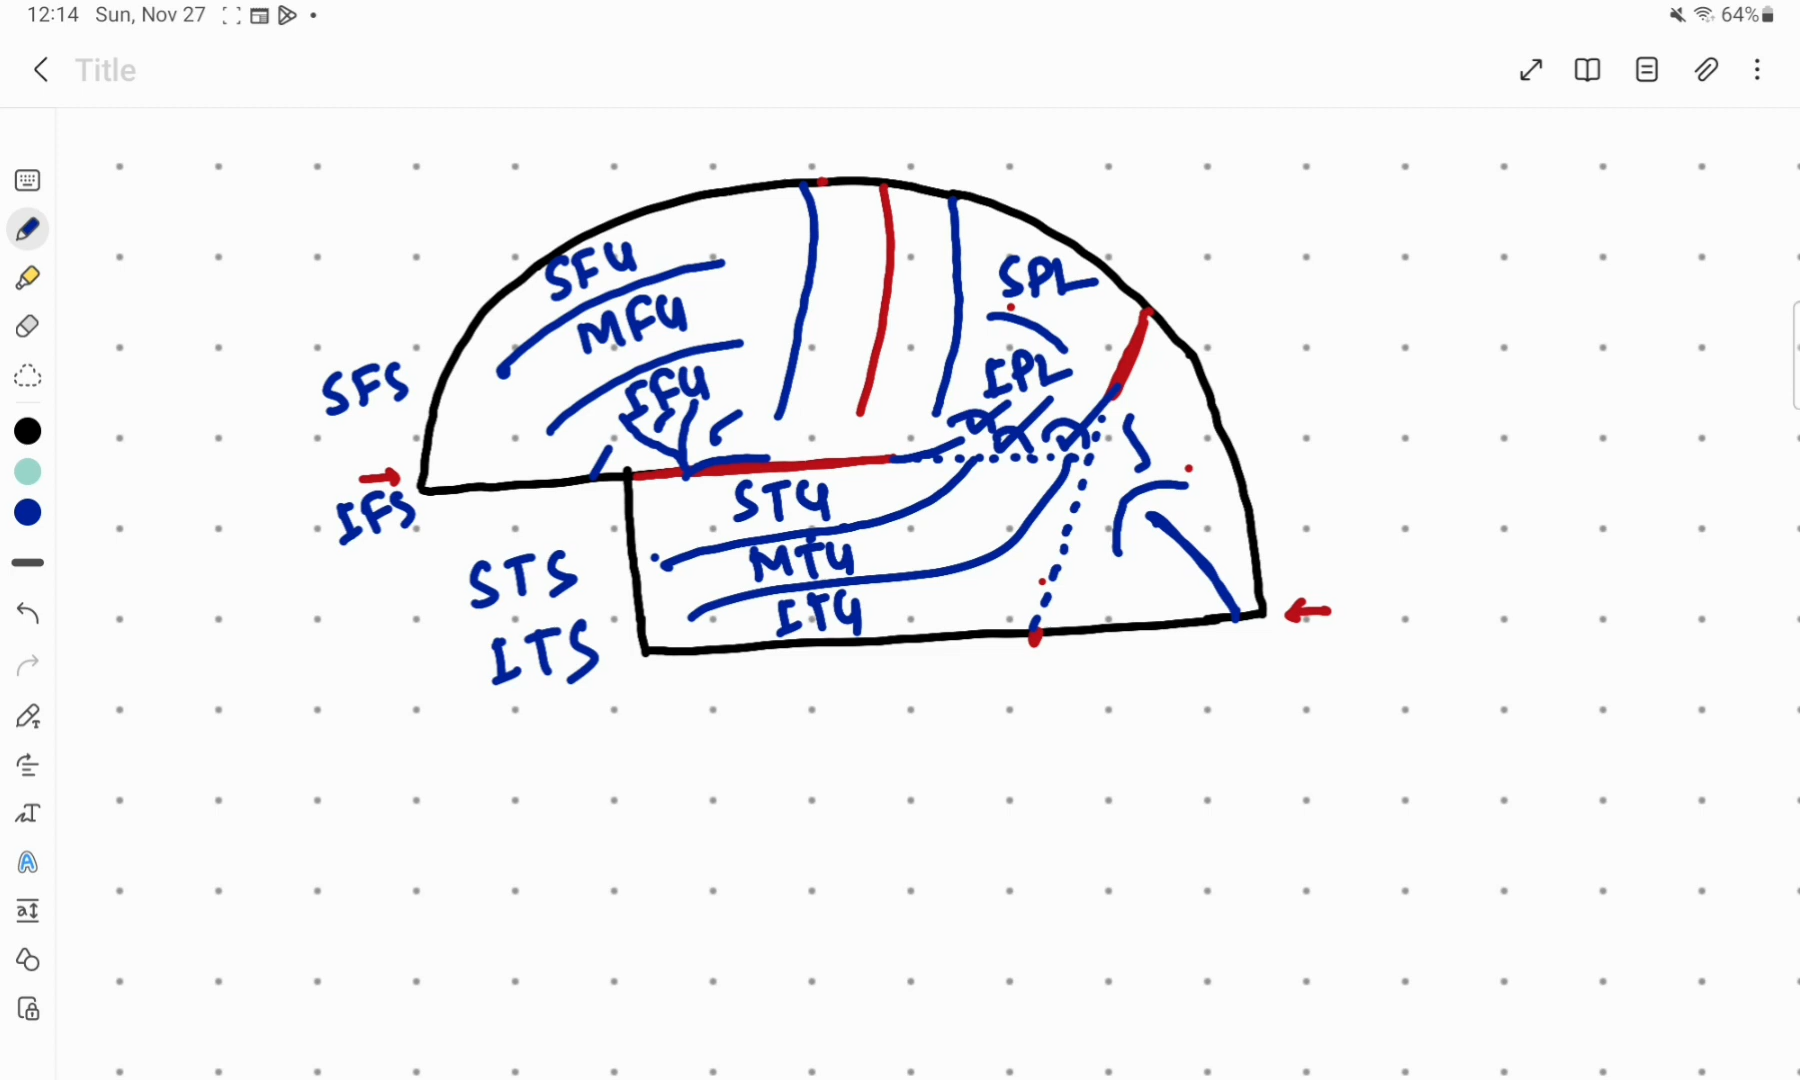 12:14 Sun, Nov 27
64%
Title
SFG
MFG
IFG
SPL
IPL
SFS
IFS
STG
MTG
ITG
STS
ITS